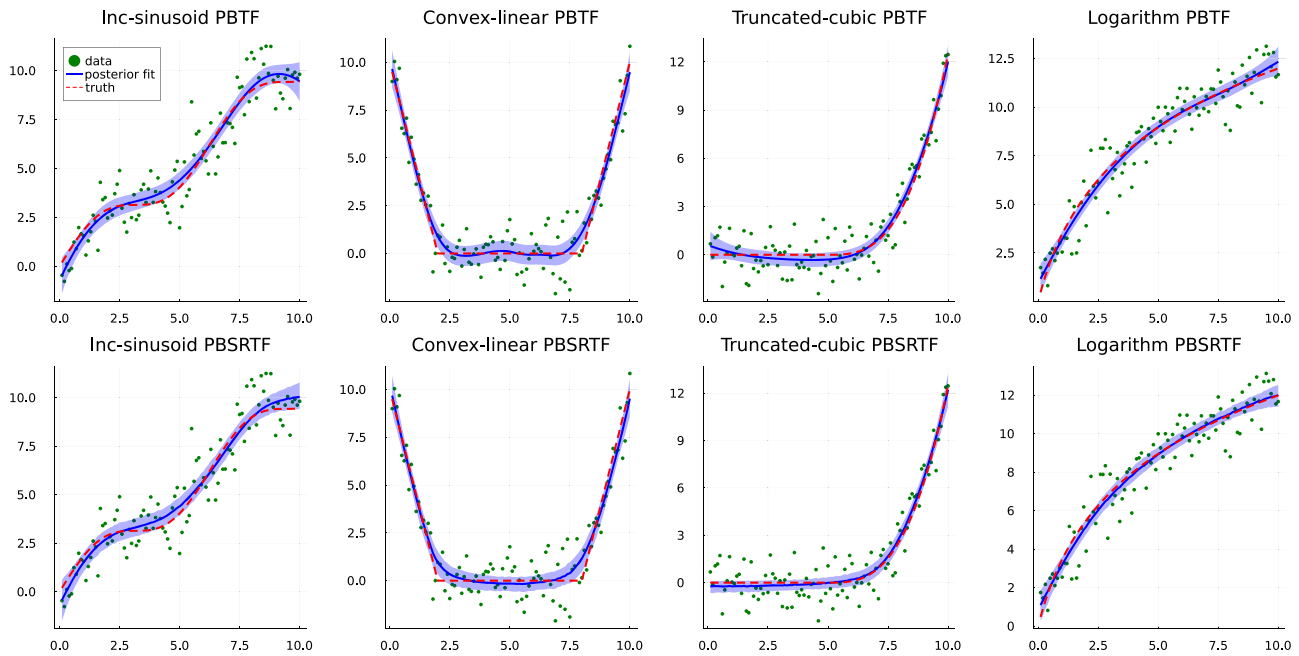 Inc-sinusoid PBTF
Convex-linear PBTF
Truncated-cubic PBTF
Logarithm PBTF
data
posterior fit
truth
10.0
7.5
5.0
2.5
0.0
0.0 2.5 5.0 7.5 10.0
10.0
7.5
5.0
2.5
0.0
0.0 2.5 5.0 7.5 10.0
12
9
6
3
0
0.0 2.5 5.0 7.5 10.0
12.5
10.0
7.5
5.0
2.5
0.0 2.5 5.0 7.5 10.0
Inc-sinusoid PBSRTF
Convex-linear PBSRTF
Truncated-cubic PBSRTF
Logarithm PBSRTF
10.0
7.5
5.0
2.5
0.0
0.0 2.5 5.0 7.5 10.0
10.0
7.5
5.0
2.5
0.0
0.0 2.5 5.0 7.5 10.0
12
9
6
3
0
0.0 2.5 5.0 7.5 10.0
12
10
8
6
4
2
0
0.0 2.5 5.0 7.5 10.0